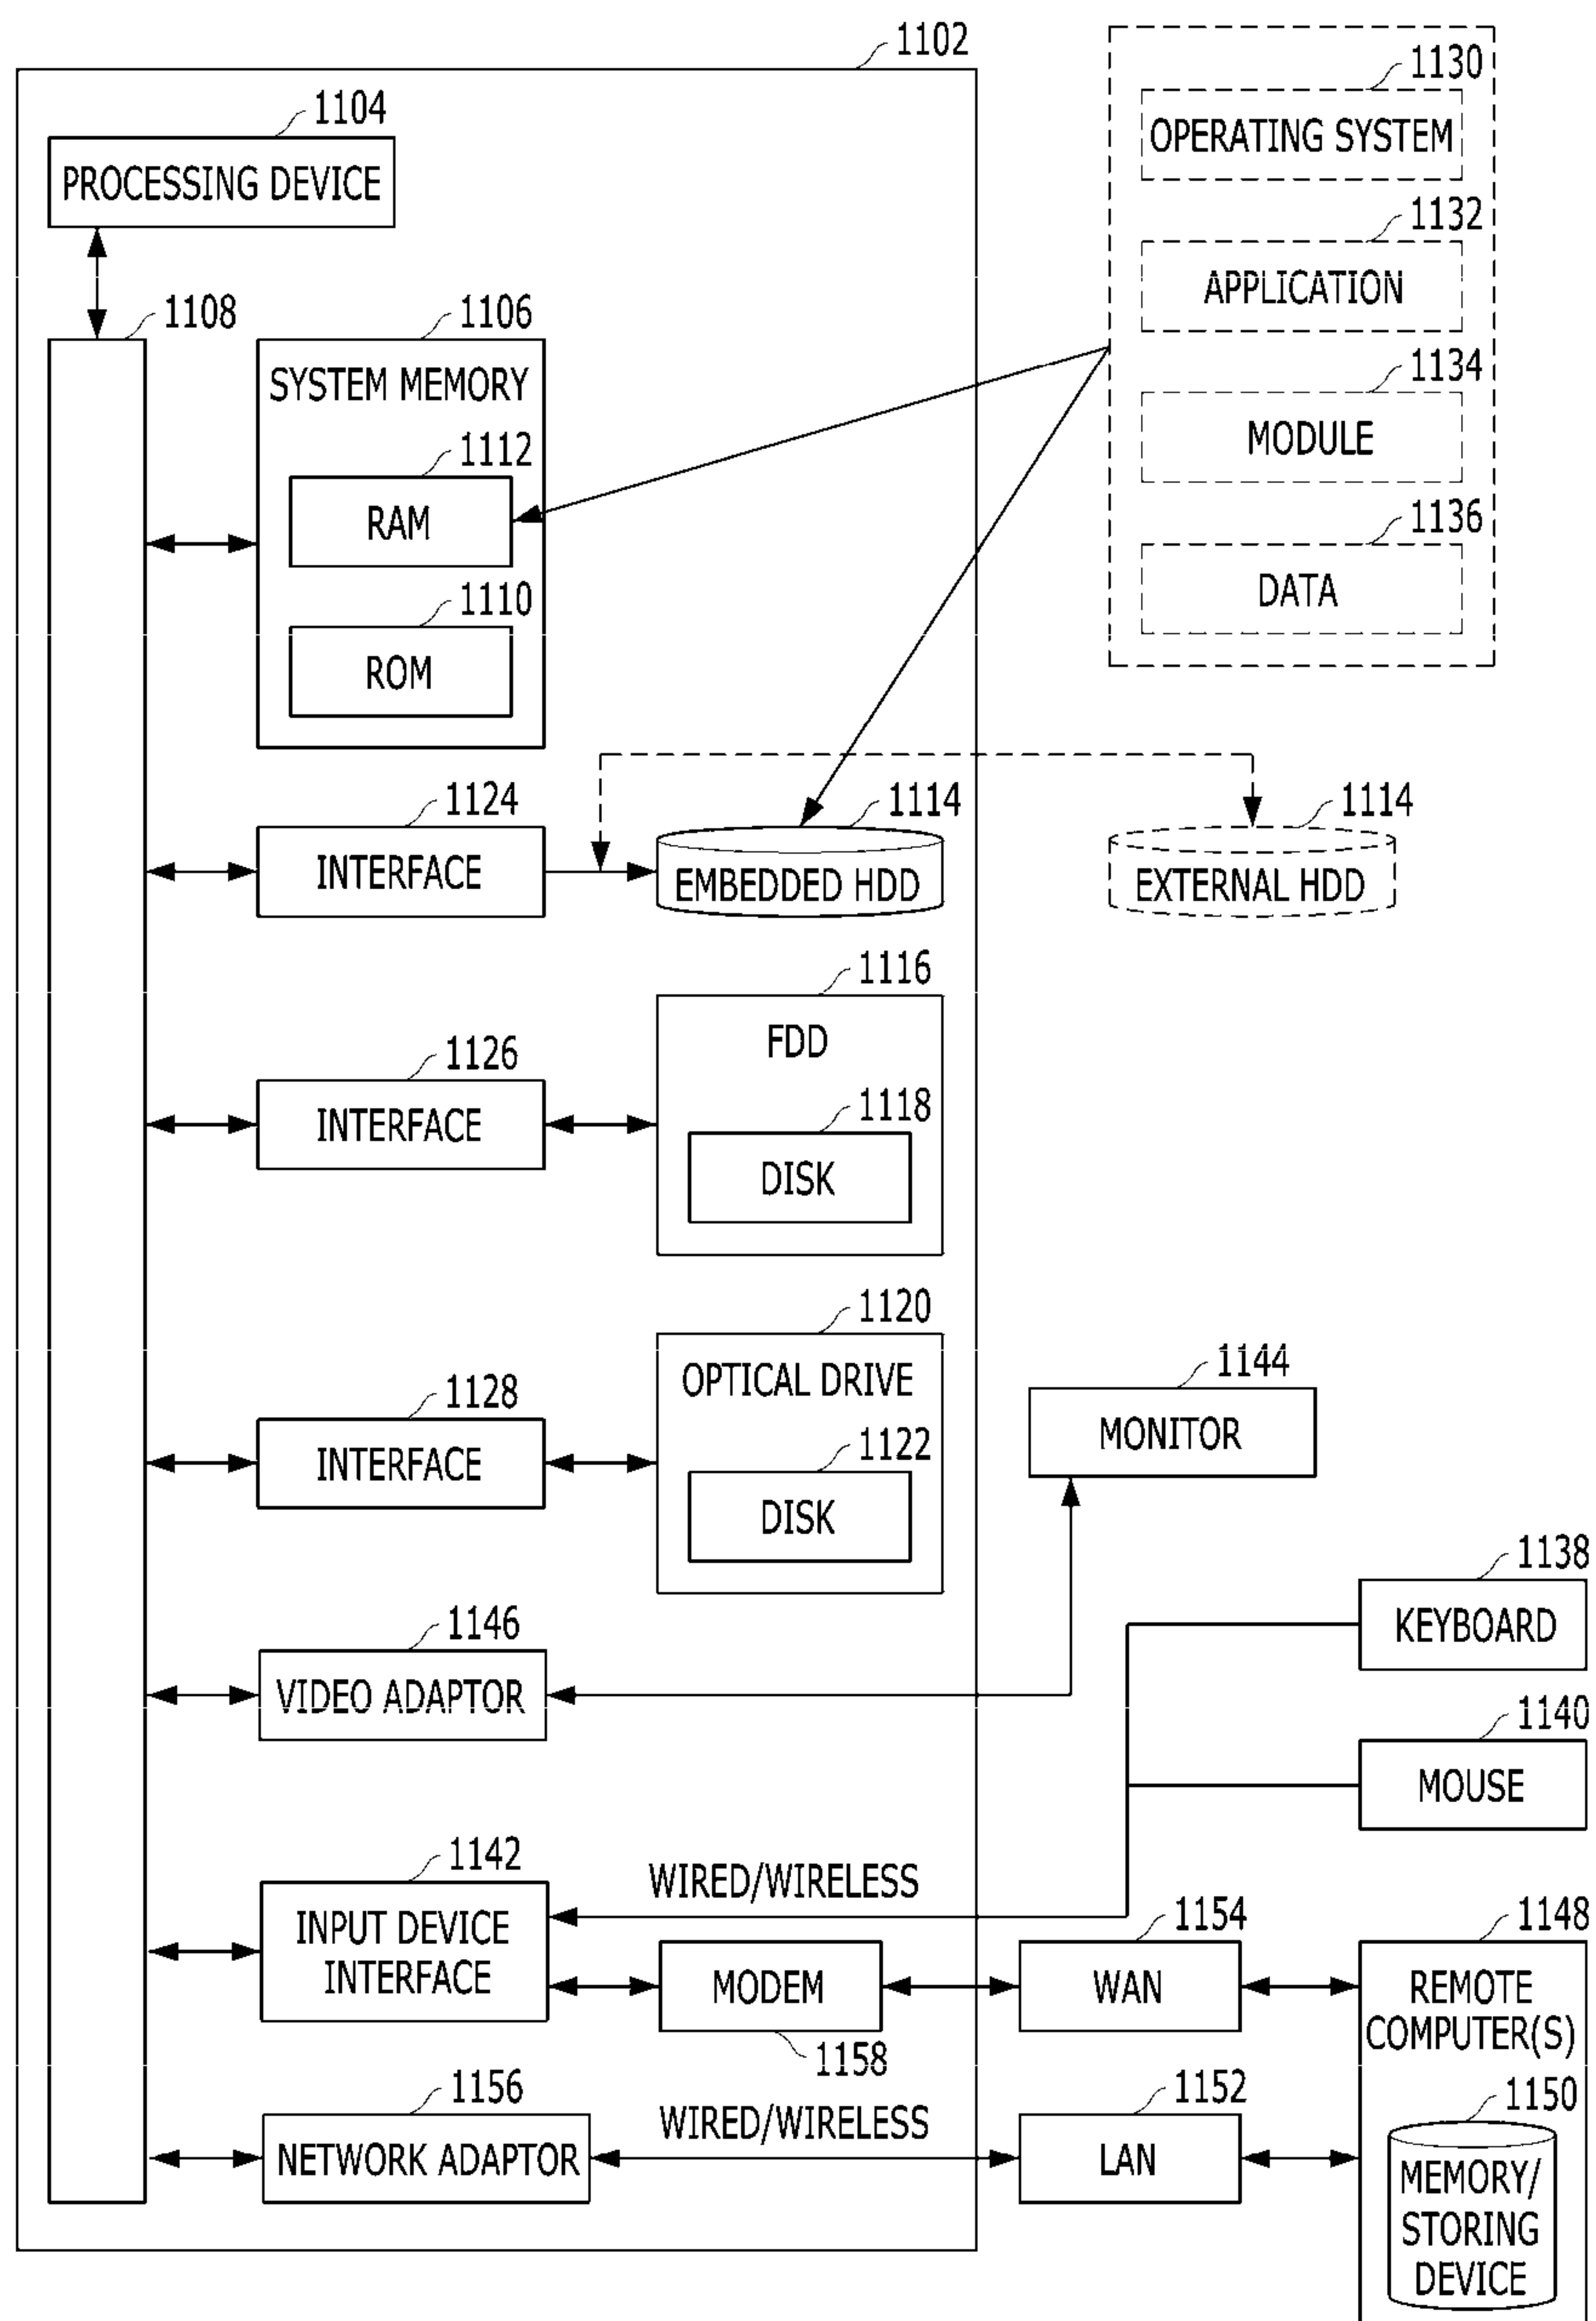 1102
1104
PROCESSING DEVICE
1130
OPERATING SYSTEM
1132
APPLICATION
1134
MODULE
1136
DATA
1108
1106
SYSTEM MEMORY
1112
RAM
1110
ROM
1124
INTERFACE
1114
EMBEDDED HDD
1114
EXTERNAL HDD
1116
FDD
1126
INTERFACE
1118
DISK
1120
OPTICAL DRIVE
1128
INTERFACE
1122
DISK
1144
MONITOR
1138
KEYBOARD
1146
VIDEO ADAPTOR
1140
MOUSE
1142
INPUT DEVICE
INTERFACE
WIRED/WIRELESS
MODEM
1158
1154
WAN
1148
REMOTE
COMPUTER(S)
1156
NETWORK ADAPTOR
WIRED/WIRELESS
1152
LAN
1150
MEMORY/
STORING
DEVICE